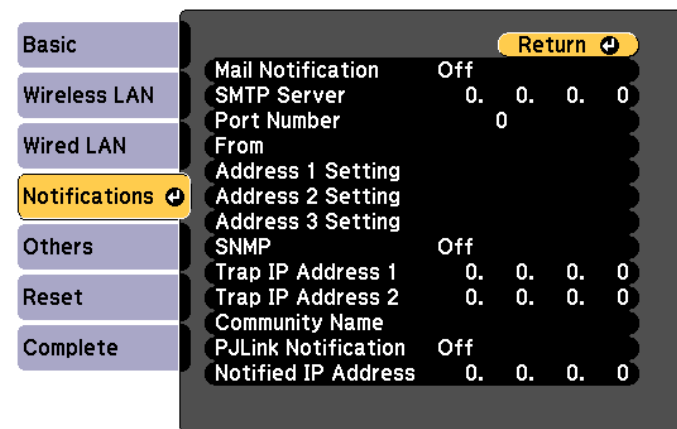 Basic
Wireless LAN
Wired LAN
Notifications
Others
Reset
Complete
Return
Mail Notification Off
SMTP Server 0. 0. 0. 0
Port Number 0
From
Address 1 Setting
Address 2 Setting
Address 3 Setting
SNMP Off
Trap IP Address 1 0. 0. 0. 0
Trap IP Address 2 0. 0. 0. 0
Community Name
PJLink Notification Off
Notified IP Address 0. 0. 0. 0